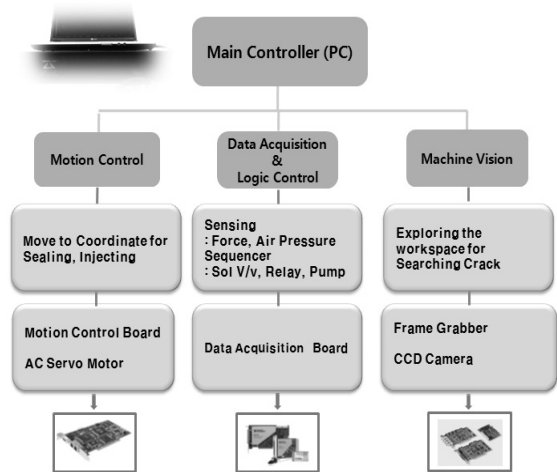 Main Controller (PC)
Motion Control
Data Acquisition
&
Logic Control
Machine Vision
Move to Coordinate for
Sealing, Injecting
Sensing
: Force, Air Pressure
Sequencer
: Sol V/v, Relay, Pump
Exploring the
workspace for
Searching Crack
Motion Control Board
AC Servo Motor
Data Acquisition Board
Frame Grabber
CCD Camera